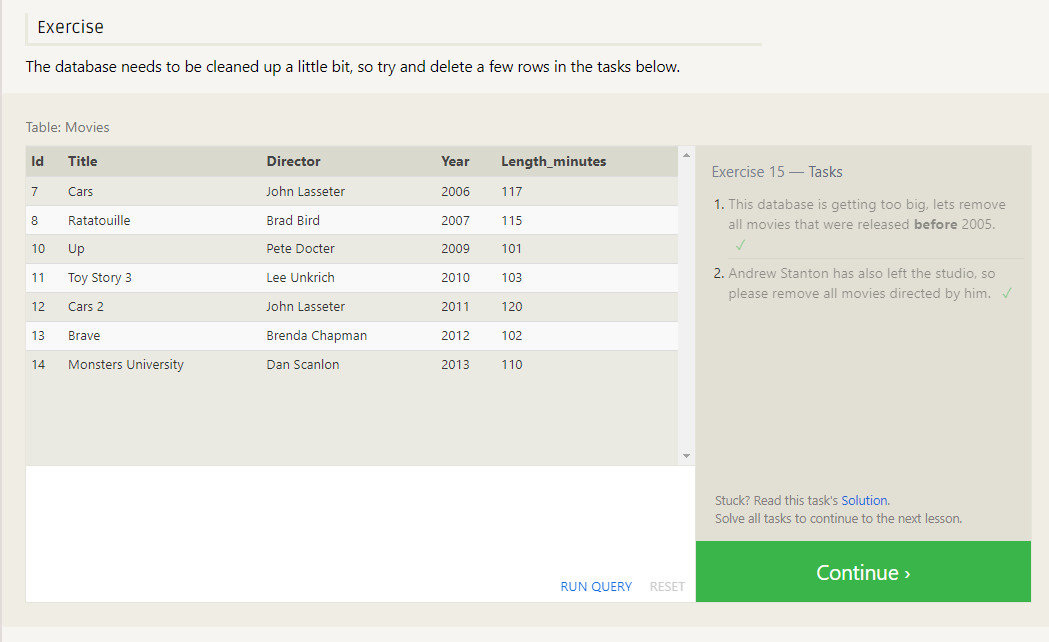 Exercise
The database needs to be cleaned up a little bit, so try and delete a few rows in the tasks below.
Table: Movies
Id Title Director Year Length_minutes
7 Cars John Lasseter 2006 117
8 Ratatouille Brad Bird 2007 115
10 Up Pete Docter 2009 101
11 Toy Story 3 Lee Unkrich 2010 103
12 Cars 2 John Lasseter 2011 120
13 Brave Brenda Chapman 2012 102
14 Monsters University Dan Scanlon 2013 110
RUN QUERY RESET
Exercise 15 — Tasks
1. This database is getting too big, lets remove
all movies that were released before 2005.
✓
2. Andrew Stanton has also left the studio, so
please remove all movies directed by him. ✓
Stuck? Read this task's Solution.
Solve all tasks to continue to the next lesson.
Continue ›